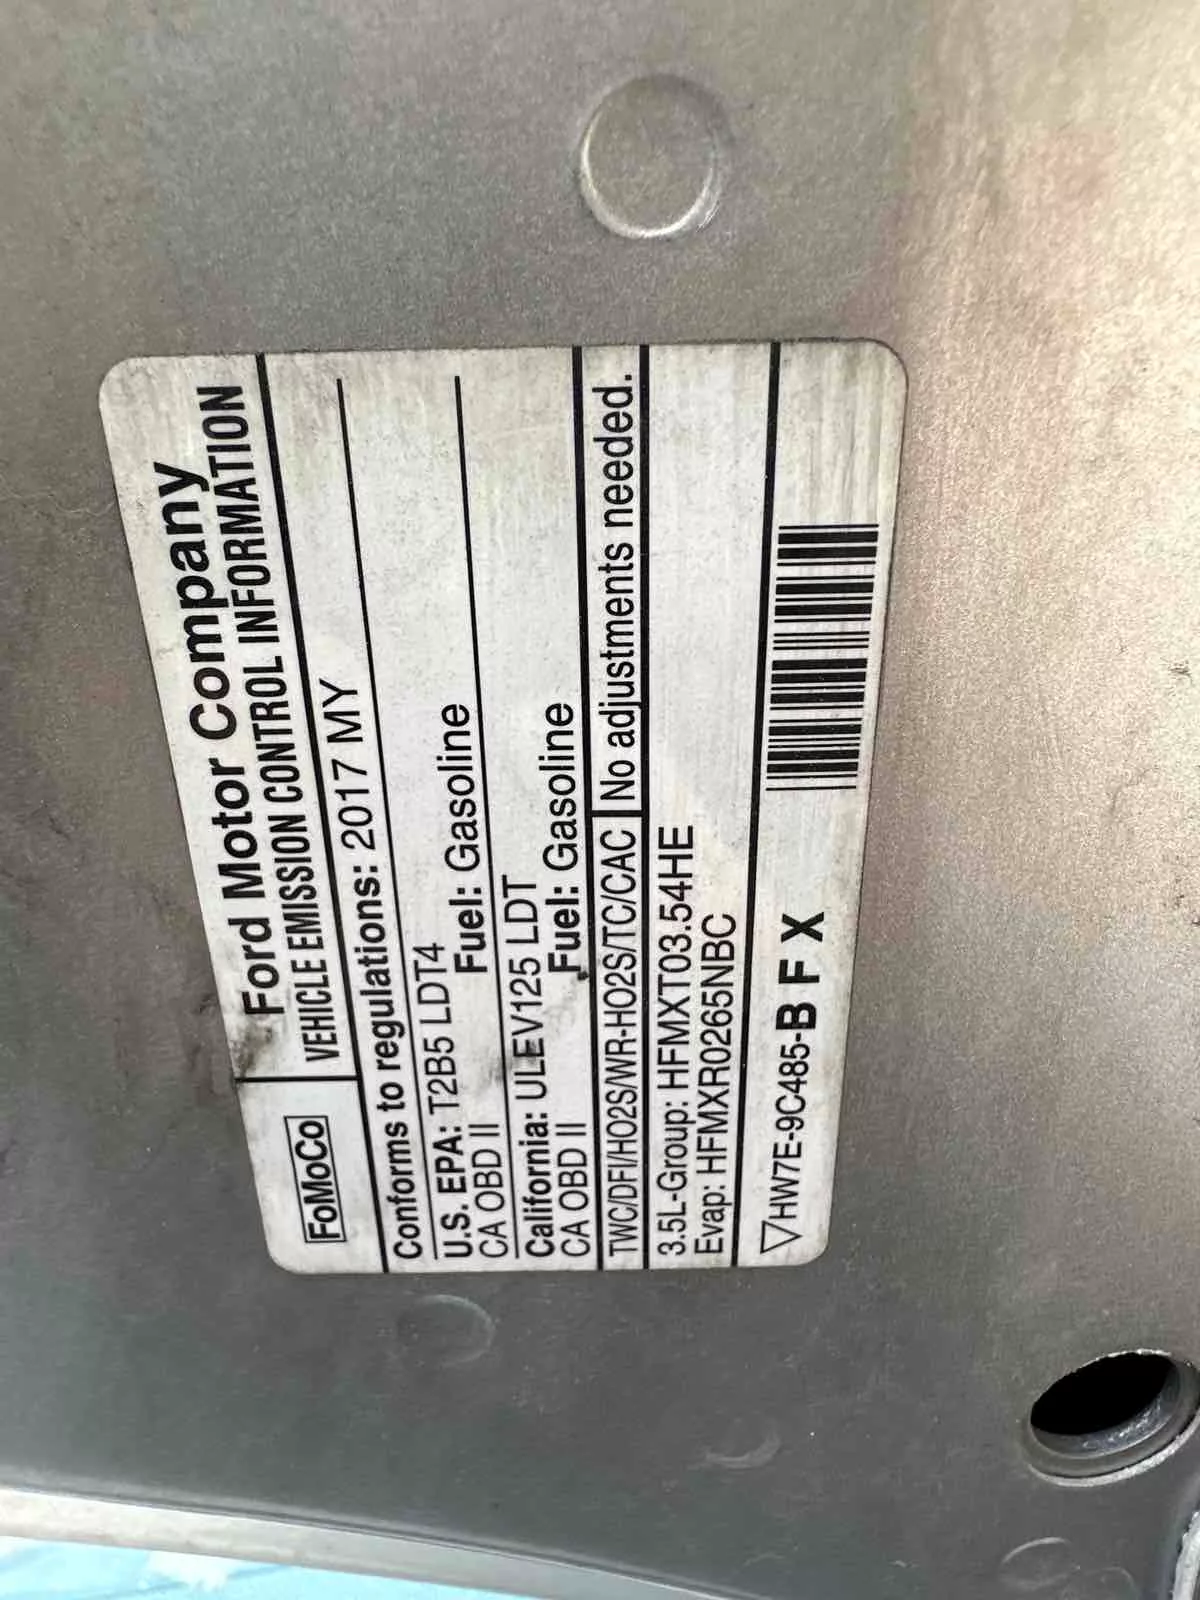 FoMoCo
Ford Motor Company
VEHICLE EMISSION CONTROL INFORMATION
Conforms to regulations: 2017 MY
U.S. EPA: T2B5 LDT4
CA OBD II Fuel: Gasoline
California: ULEV125 LDT
CA OBD II Fuel: Gasoline
TWC/DFI/HO2S/WR-HO2S/TC/CAC No adjustments needed.
3.5L-Group: HFMXT03.54HE
Evap: HFMXR0265NBC
▽HW7E-9C485-B F X